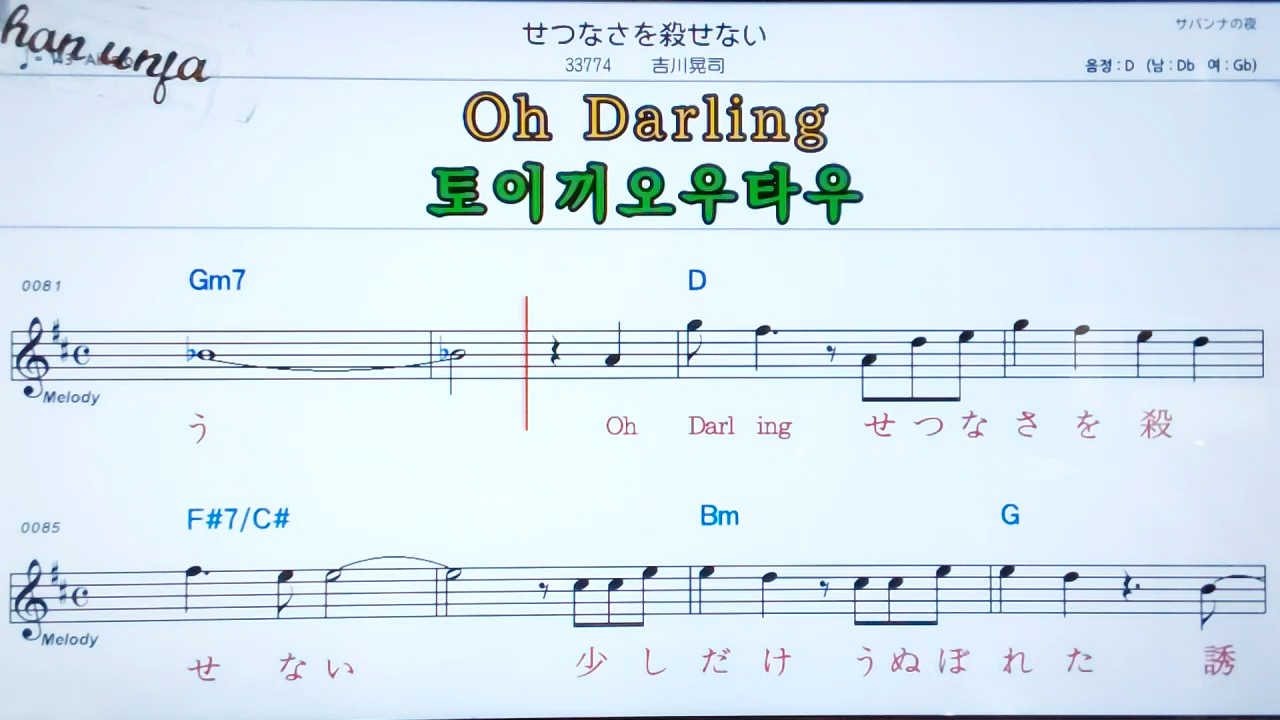 han unfa
せつなさを殺せない
サバンナの夜
33774 吉川晃司
음정 : D (남 : Db 여 : Gb)
Oh Darling
토이끼오우타우
0081 Gm7 D
Melody
う Oh Darl ing せ つ な さ を 殺
0085 F#7/C# Bm G
Melody
せ な い 少 し だ け う ぬ ぼ れ た 誘